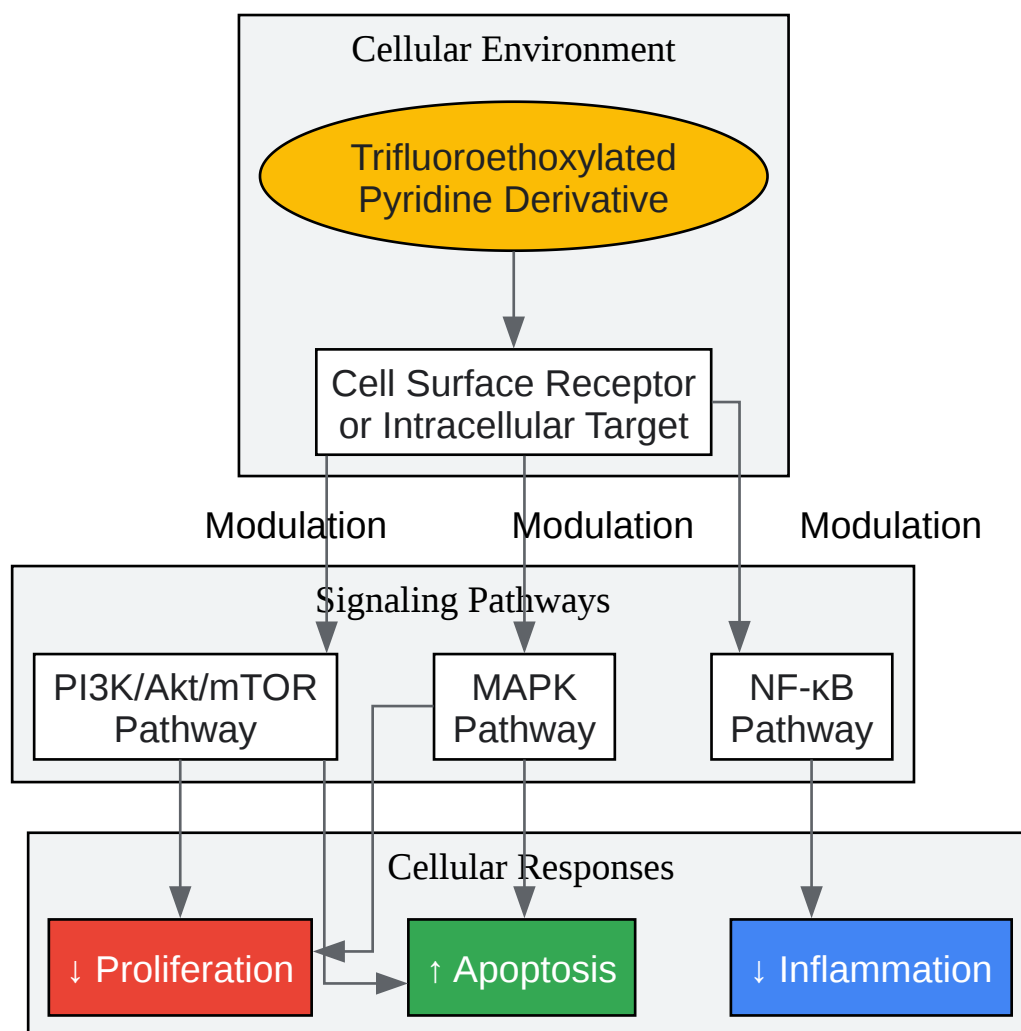 Cellular Environment
Trifluoroethoxylated
Pyridine Derivative
Cell Surface Receptor
or Intracellular Target
Modulation
Modulation
Modulation
Signaling Pathways
PI3K/Akt/mTOR
Pathway
MAPK
Pathway
NF-κB
Pathway
Cellular Responses
↓ Proliferation
↑ Apoptosis
↓ Inflammation